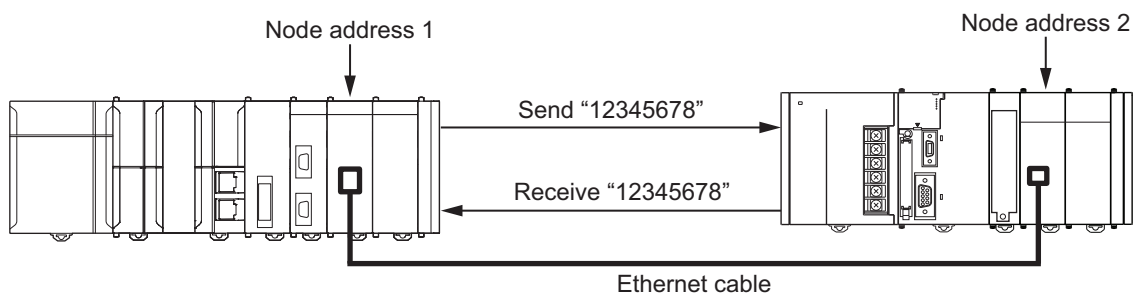 Node address 1
Node address 2
Send “12345678”
Receive “12345678”
Ethernet cable